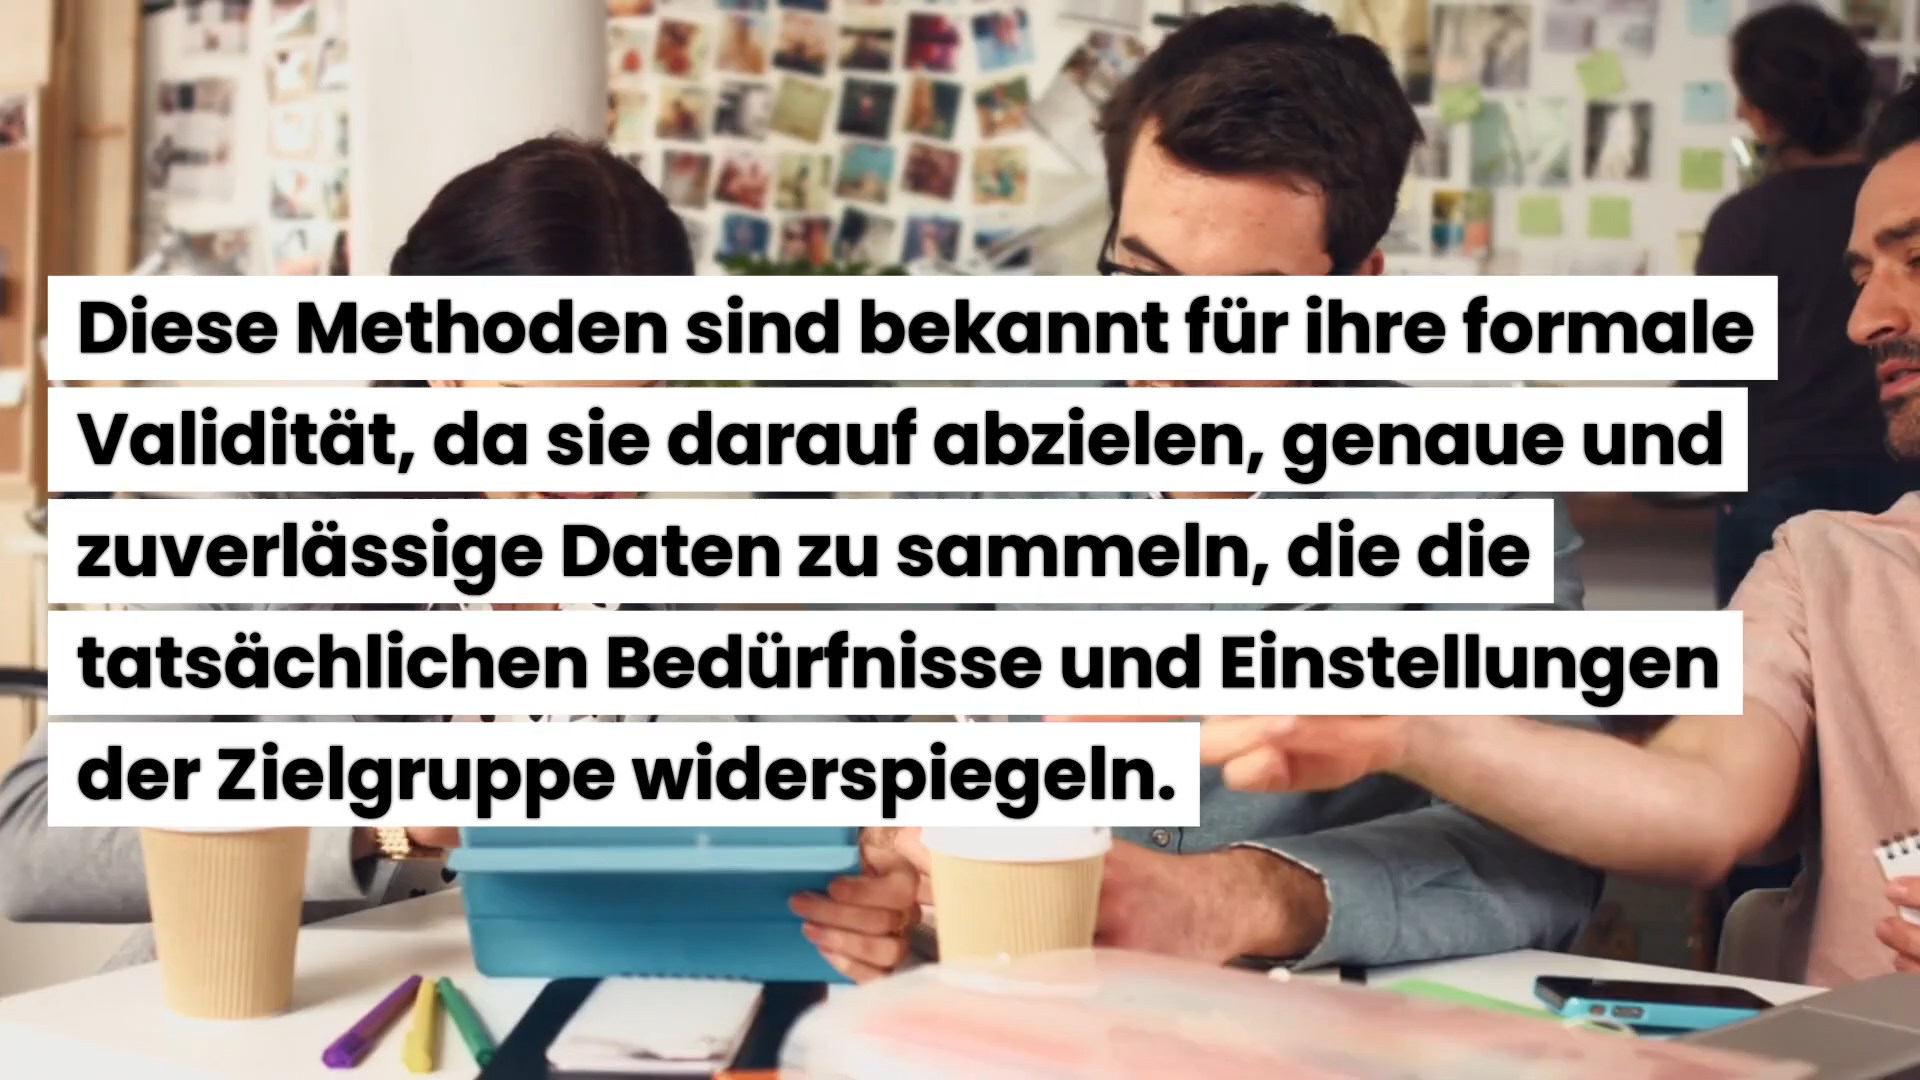 Diese Methoden sind bekannt für ihre formale
Validität, da sie darauf abzielen, genaue und
zuverlässige Daten zu sammeln, die die
tatsächlichen Bedürfnisse und Einstellungen
der Zielgruppe widerspiegeln.